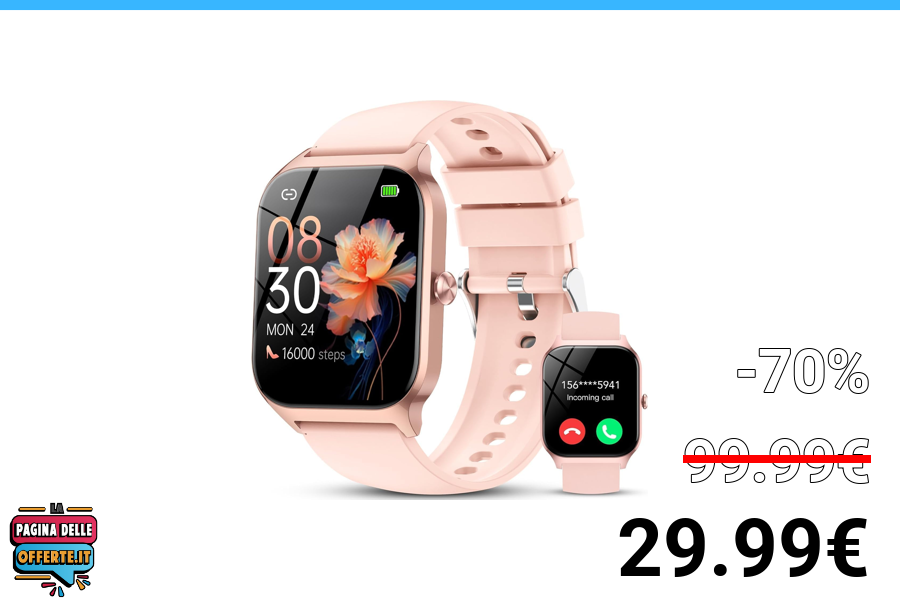 08
30
MON 24
16000 steps
156****5941
Incoming call
-70%
99.99€
29.99€
LA
PAGINA DELLE
OFFERTE.IT